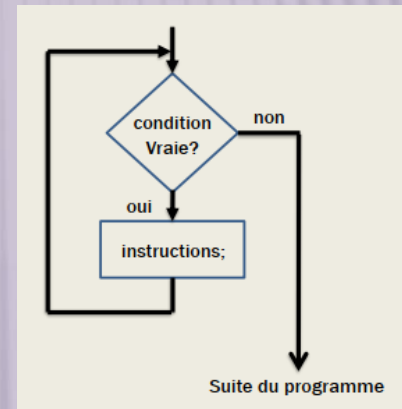 condition
Vraie?
non
oui
instructions;
Suite du programme